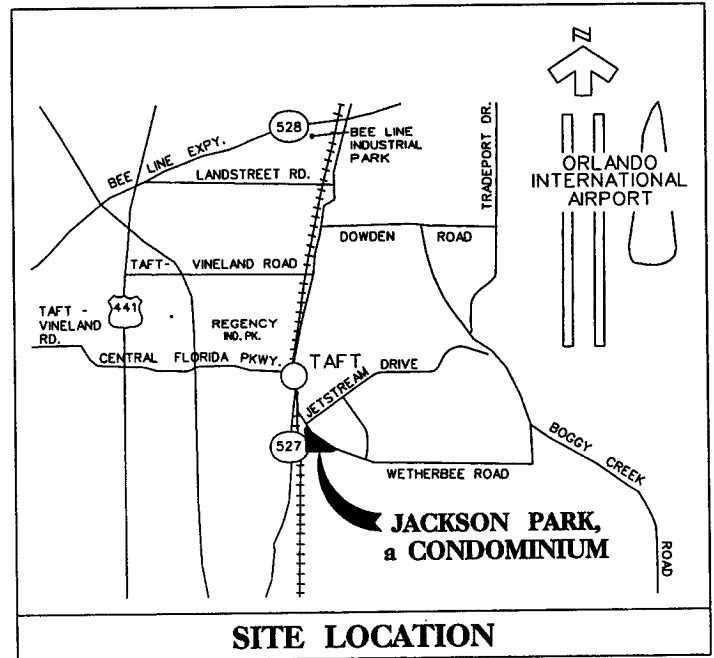 N
528
BEE LINE EXPY.
BEE LINE
INDUSTRIAL
PARK
LANDSTREET RD.
TRADEPORT DR.
ORLANDO
INTERNATIONAL
AIRPORT
DOWDEN ROAD
TAFT- VINELAND ROAD
441
TAFT -
VINELAND
RD.
REGENCY
IND. PK.
CENTRAL FLORIDA PKWY.
TAFT
JETSTREAM DRIVE
527
WETHERBEE ROAD
BOGGY CREEK
ROAD
JACKSON PARK,
a CONDOMINIUM
SITE LOCATION